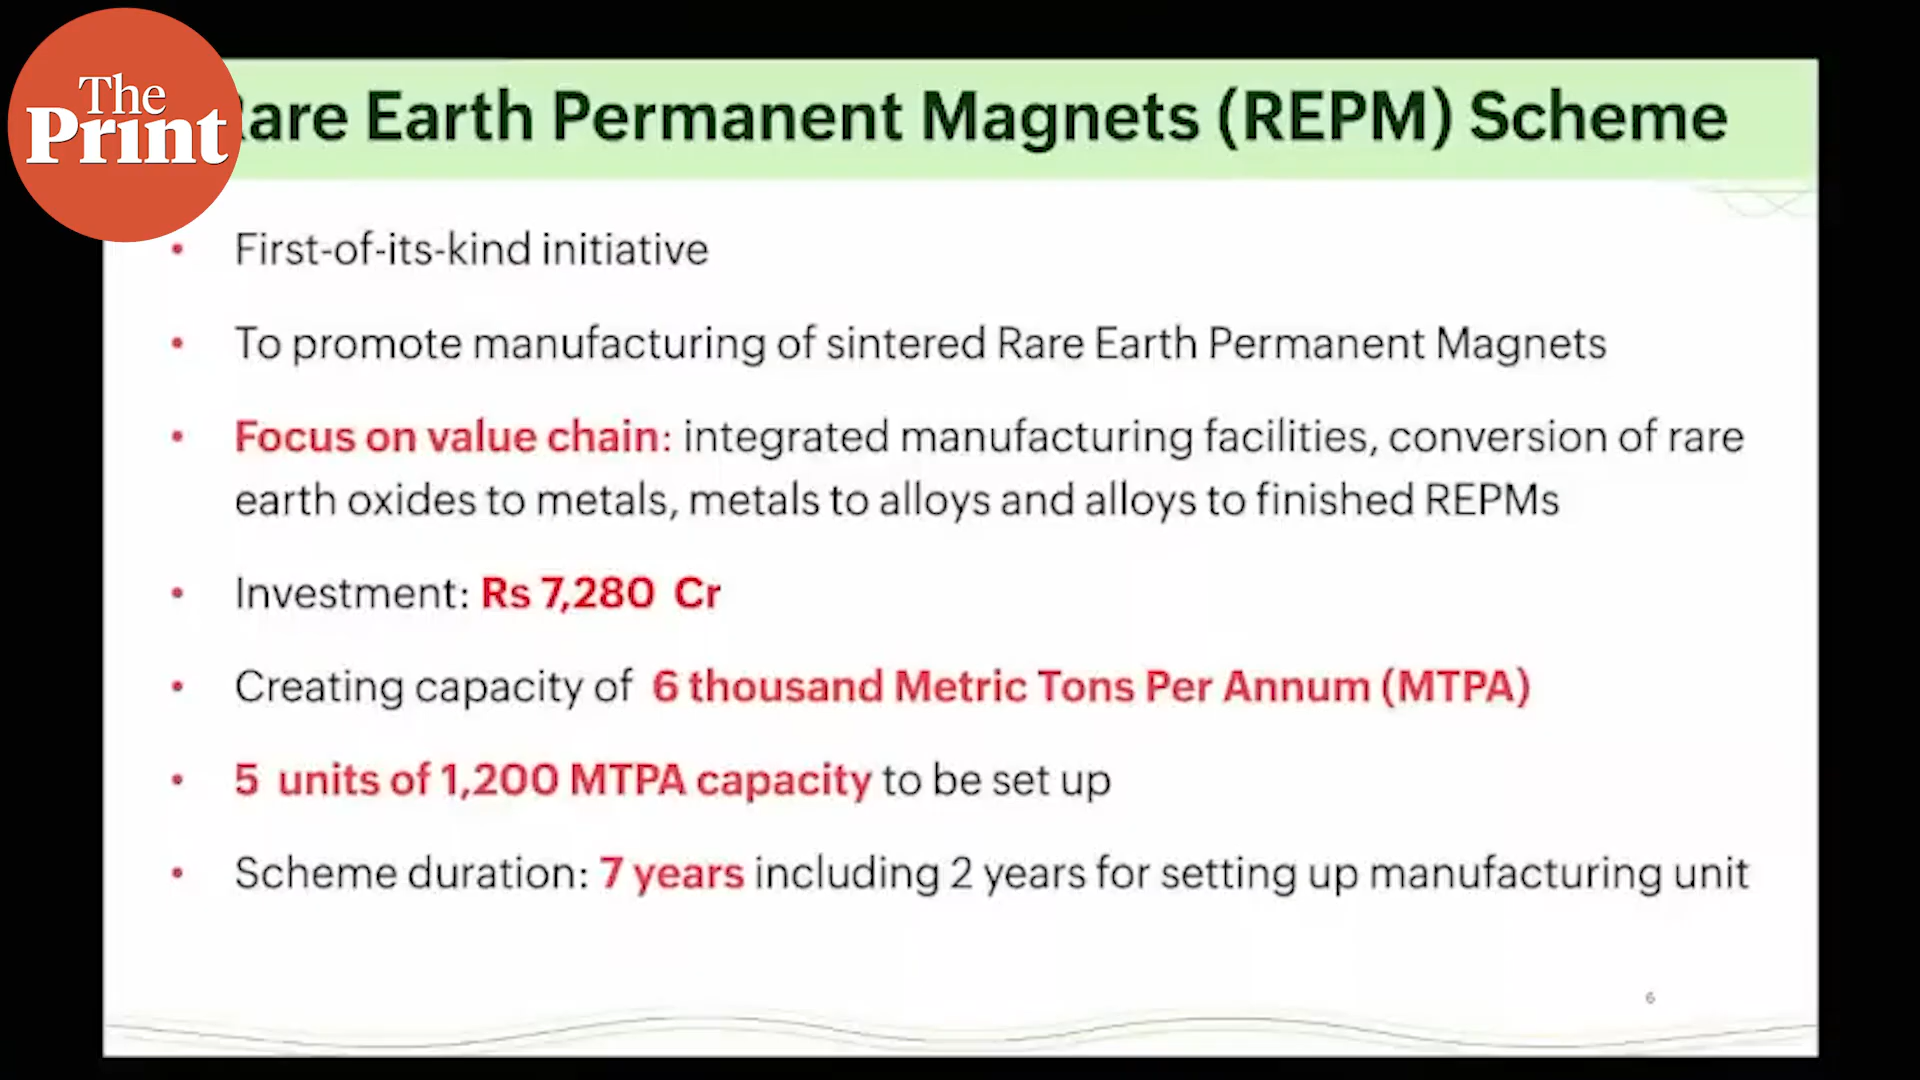 The
Print
Rare Earth Permanent Magnets (REPM) Scheme
• First-of-its-kind initiative
• To promote manufacturing of sintered Rare Earth Permanent Magnets
• Focus on value chain: integrated manufacturing facilities, conversion of rare
earth oxides to metals, metals to alloys and alloys to finished REPMs
• Investment: Rs 7,280 Cr
• Creating capacity of 6 thousand Metric Tons Per Annum (MTPA)
• 5 units of 1,200 MTPA capacity to be set up
• Scheme duration: 7 years including 2 years for setting up manufacturing unit
6